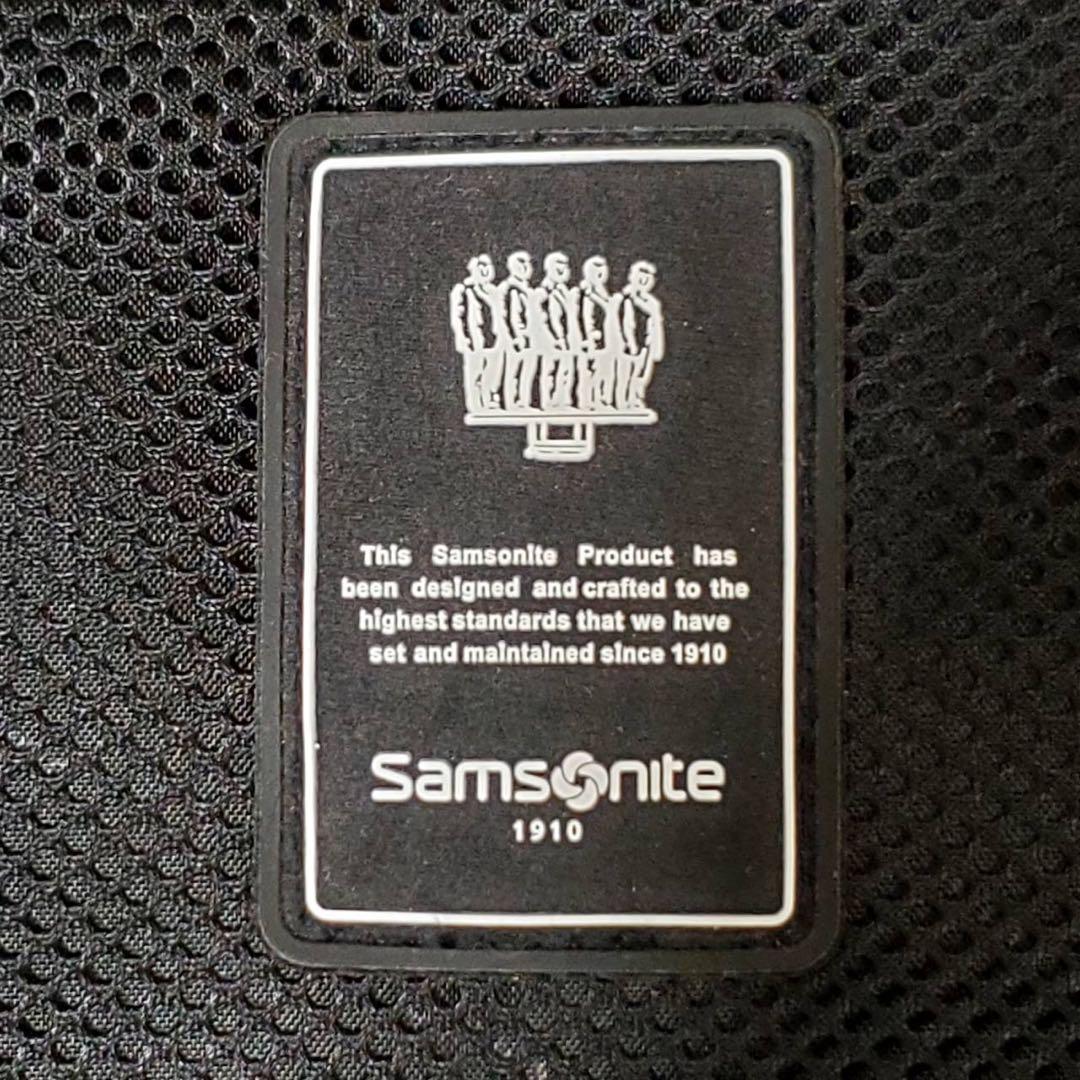 This Samsonite Product has
been designed and crafted to the
highest standards that we have
set and maintained since 1910
Samsonite
1910